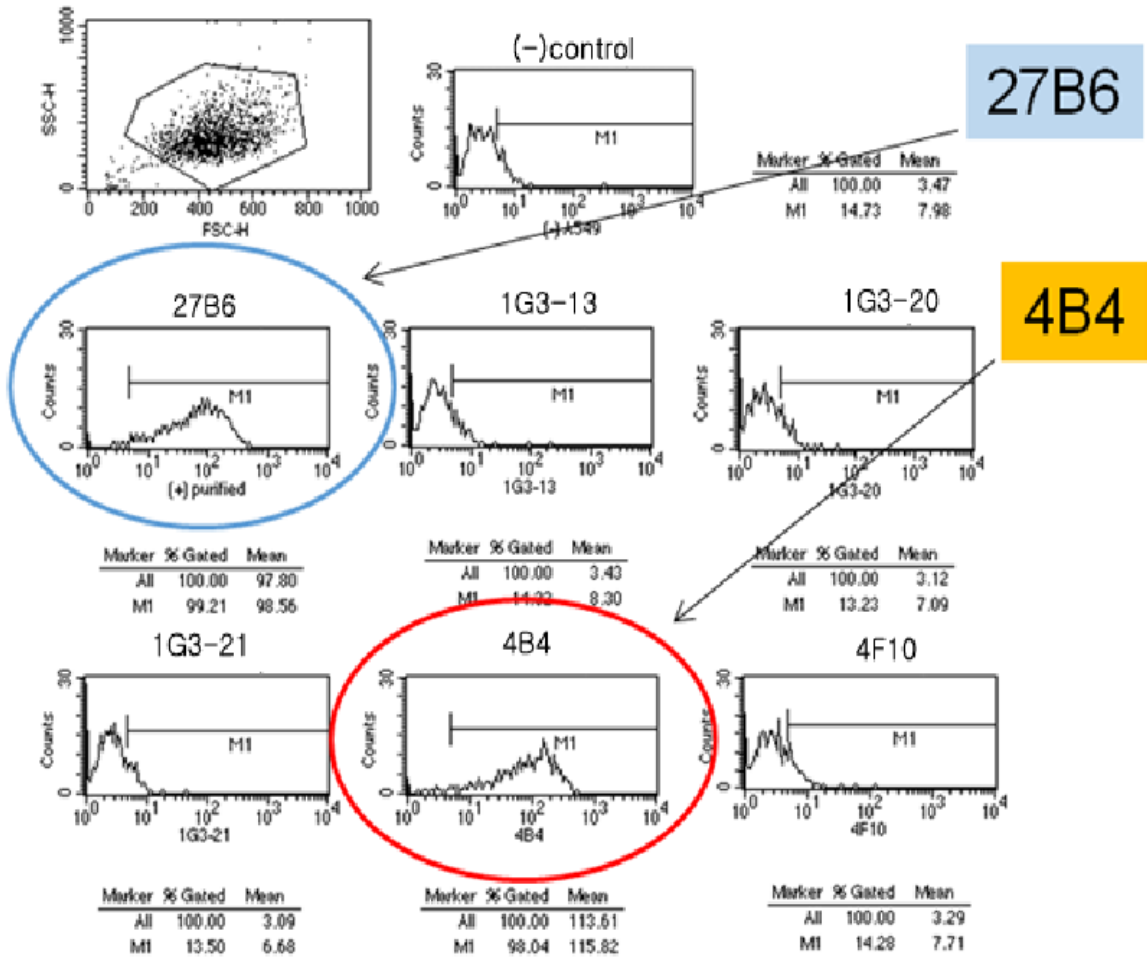 1000
SSC-H
0
0 200 400 600 800 1000
FSC-H
(-)control
30
Counts
0
M1
10^0 10^1 10^2 10^3 10^4
(-) A549
Marker % Gated Mean
All 100.00 3.47
M1 14.73 7.98
27B6
27B6
30
Counts
0
M1
10^0 10^1 10^2 10^3 10^4
(+) purified
Marker % Gated Mean
All 100.00 97.80
M1 99.21 98.56
1G3-13
30
Counts
0
M1
10^0 10^1 10^2 10^3 10^4
1G3-13
Marker % Gated Mean
All 100.00 3.43
M1 8.30
1G3-20
30
Counts
0
M1
10^0 10^1 10^2 10^3 10^4
1G3-20
Marker % Gated Mean
All 100.00 3.12
M1 13.23 7.09
4B4
1G3-21
30
Counts
0
M1
10^0 10^1 10^2 10^3 10^4
1G3-21
Marker % Gated Mean
All 100.00 3.09
M1 13.50 6.68
4B4
30
Counts
0
M1
10^0 10^1 10^2 10^3 10^4
4B4
Marker % Gated Mean
All 100.00 113.61
M1 98.04 115.82
4F10
30
Counts
0
M1
10^0 10^1 10^2 10^3 10^4
4F10
Marker % Gated Mean
All 100.00 3.29
M1 14.28 7.71